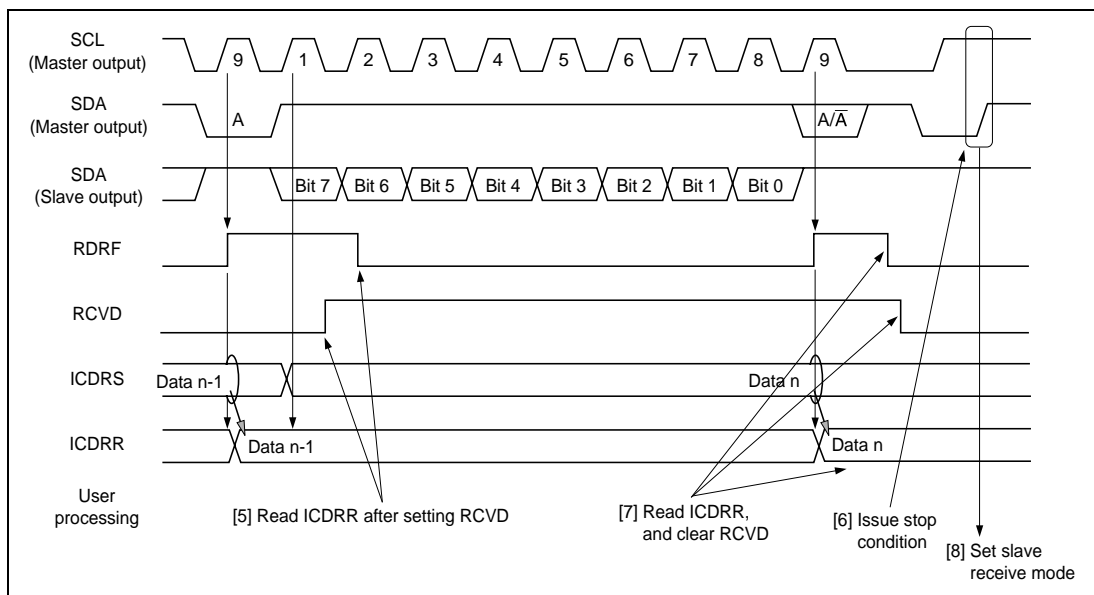 SCL
(Master output)
9 1 2 3 4 5 6 7 8 9
SDA
(Master output)
A A/A̅
SDA
(Slave output)
Bit 7 Bit 6 Bit 5 Bit 4 Bit 3 Bit 2 Bit 1 Bit 0
RDRF
RCVD
ICDRS
Data n-1 Data n
ICDRR
Data n-1 Data n
User
processing
[5] Read ICDRR after setting RCVD
[7] Read ICDRR,
and clear RCVD
[6] Issue stop
condition
[8] Set slave
receive mode